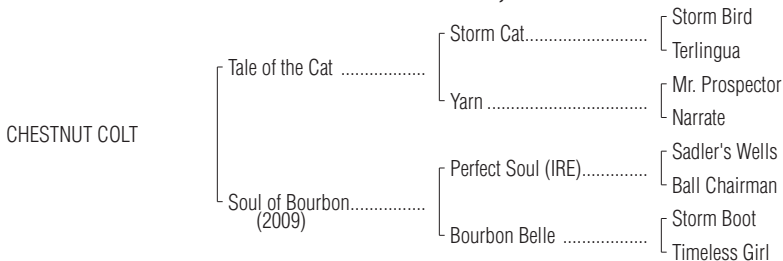 CHESTNUT COLT
Tale of the Cat ..................
Storm Cat..........................
Storm Bird
Terlingua
Yarn ..................................
Mr. Prospector
Narrate
Soul of Bourbon................
(2009)
Perfect Soul (IRE)..............
Sadler's Wells
Ball Chairman
Bourbon Belle ..................
Storm Boot
Timeless Girl